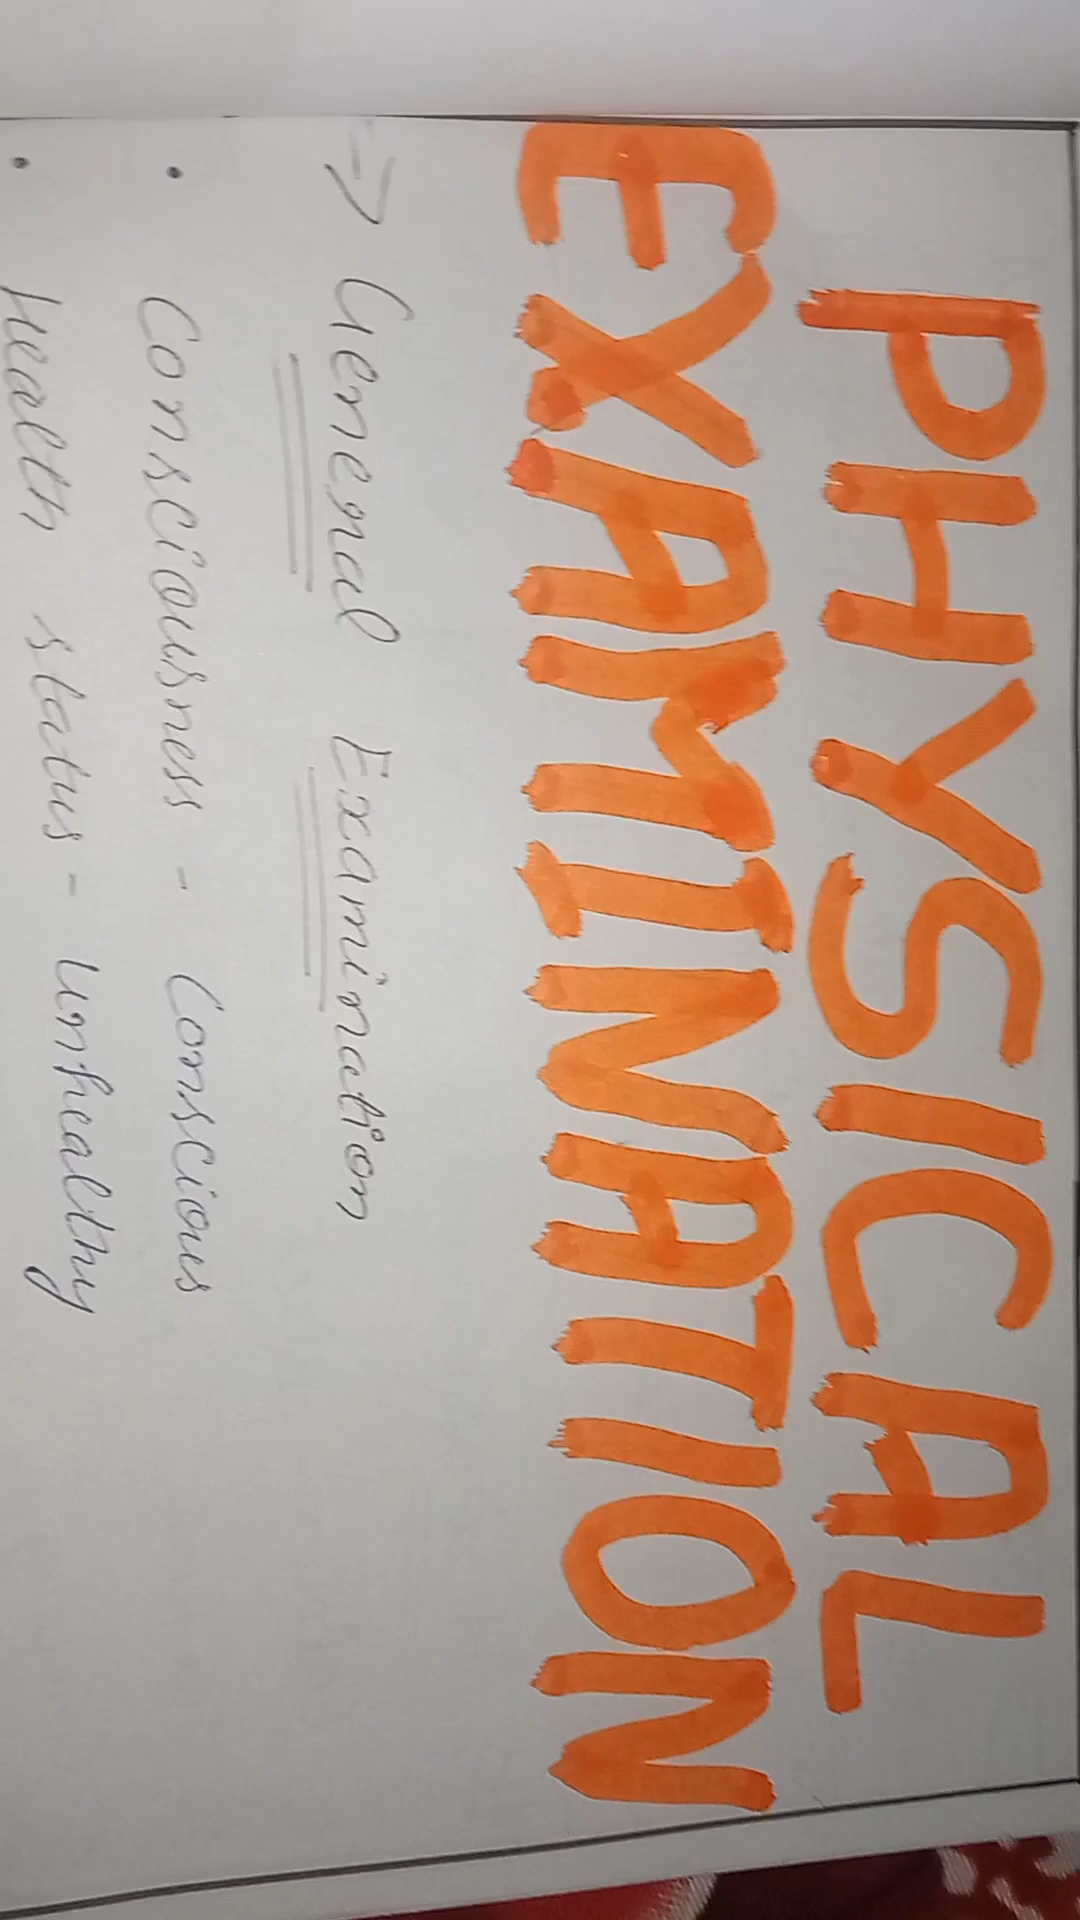 PHYSICAL
EXAMINATION
-> General Examination
• Consciousness - Conscious
• Health status - unhealthy